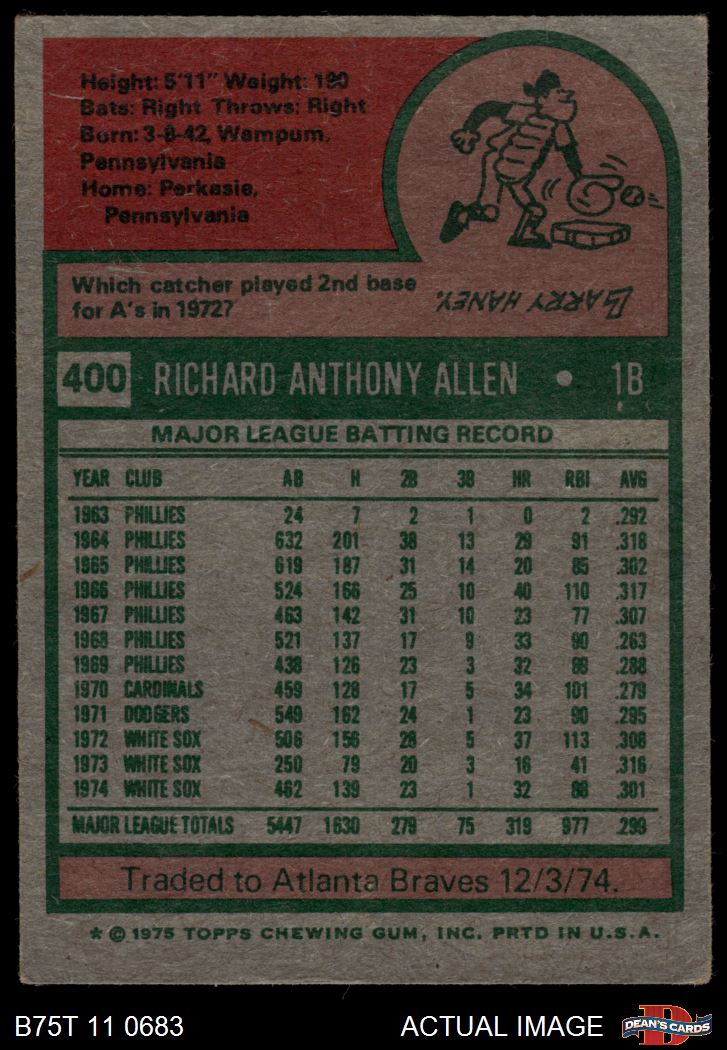 Height: 5'11" Weight: 190
Bats: Right Throws: Right
Born: 3-8-42, Wampum,
Pennsylvania
Home: Perkasie,
Pennsylvania
Which catcher played 2nd base
for A's in 1972?
BARRY HANEY.
400 RICHARD ANTHONY ALLEN • 1B
MAJOR LEAGUE BATTING RECORD
YEAR CLUB AB H 2B 3B HR RBI AVG
1963 PHILLIES 24 7 2 1 0 2 .292
1964 PHILLIES 632 201 38 13 29 91 .318
1965 PHILLIES 619 187 31 14 20 85 .302
1966 PHILLIES 524 166 25 10 40 110 .317
1967 PHILLIES 463 142 31 10 23 77 .307
1968 PHILLIES 521 137 17 9 33 90 .263
1969 PHILLIES 438 126 23 3 32 89 .288
1970 CARDINALS 459 128 17 5 34 101 .279
1971 DODGERS 549 162 24 1 23 90 .295
1972 WHITE SOX 506 156 28 5 37 113 .308
1973 WHITE SOX 250 79 20 3 16 41 .316
1974 WHITE SOX 462 139 23 1 32 88 .301
MAJOR LEAGUE TOTALS 5447 1630 279 75 319 977 .299
Traded to Atlanta Braves 12/3/74.
* © 1975 TOPPS CHEWING GUM, INC. PRTD IN U.S.A.
B75T 11 0683 ACTUAL IMAGE DEAN'S CARDS